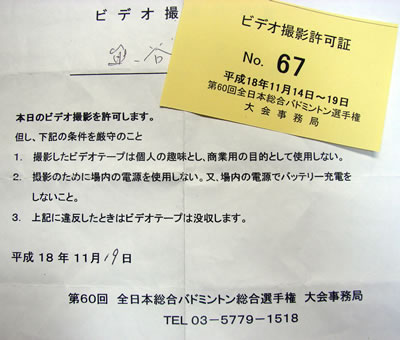 ビデオ撮
ビデオ撮影許可証
No. 67
平成18年11月14日～19日
第60回全日本総合バドミントン選手権
大会事務局
本日のビデオ撮影を許可します。
但し、下記の条件を厳守のこと
1. 撮影したビデオテープは個人の趣味とし、商業用の目的として使用しない。
2. 撮影のために場内の電源を使用しない。又、場内の電源でバッテリー充電を
しないこと。
3. 上記に違反したときはビデオテープは没収します。
平成 18 年 11月 19 日
第60回 全日本総合バドミントン総合選手権 大会事務局
TEL 03-5779-1518